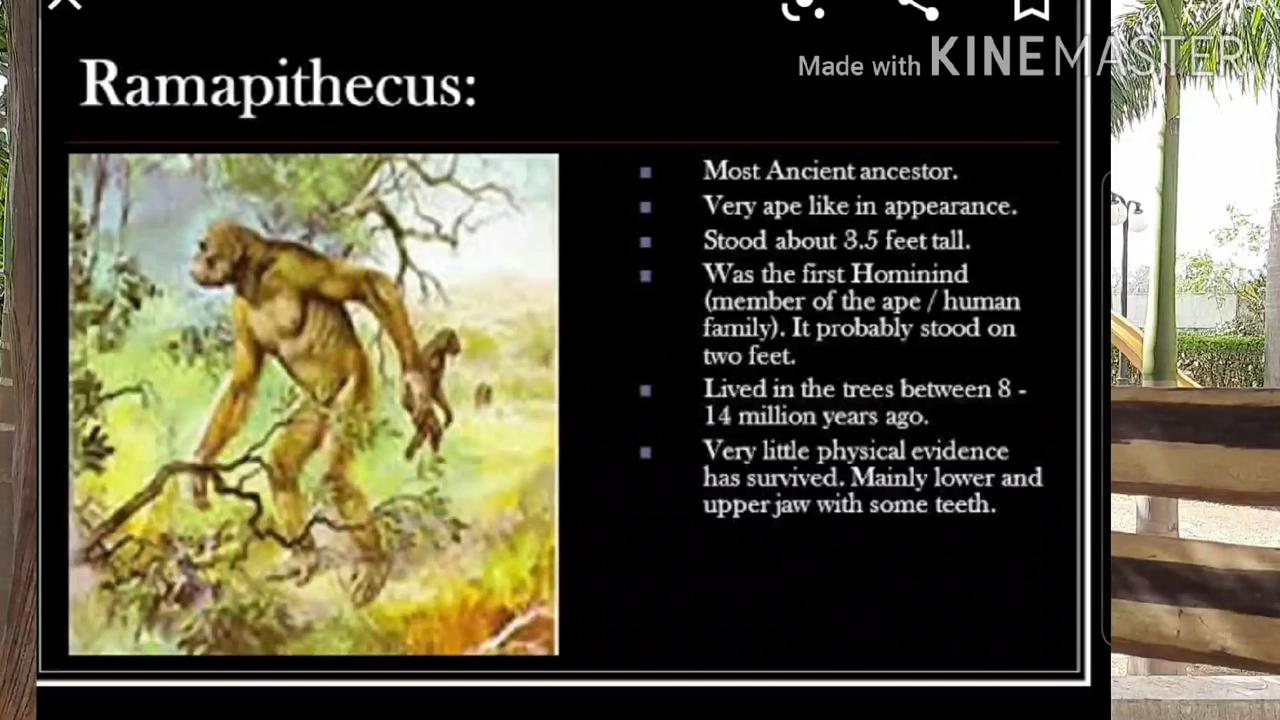 Made with KINEMASTER
Ramapithecus:
Most Ancient ancestor.
Very ape like in appearance.
Stood about 3.5 feet tall.
Was the first Hominind
(member of the ape / human
family). It probably stood on
two feet.
Lived in the trees between 8 -
14 million years ago.
Very little physical evidence
has survived. Mainly lower and
upper jaw with some teeth.